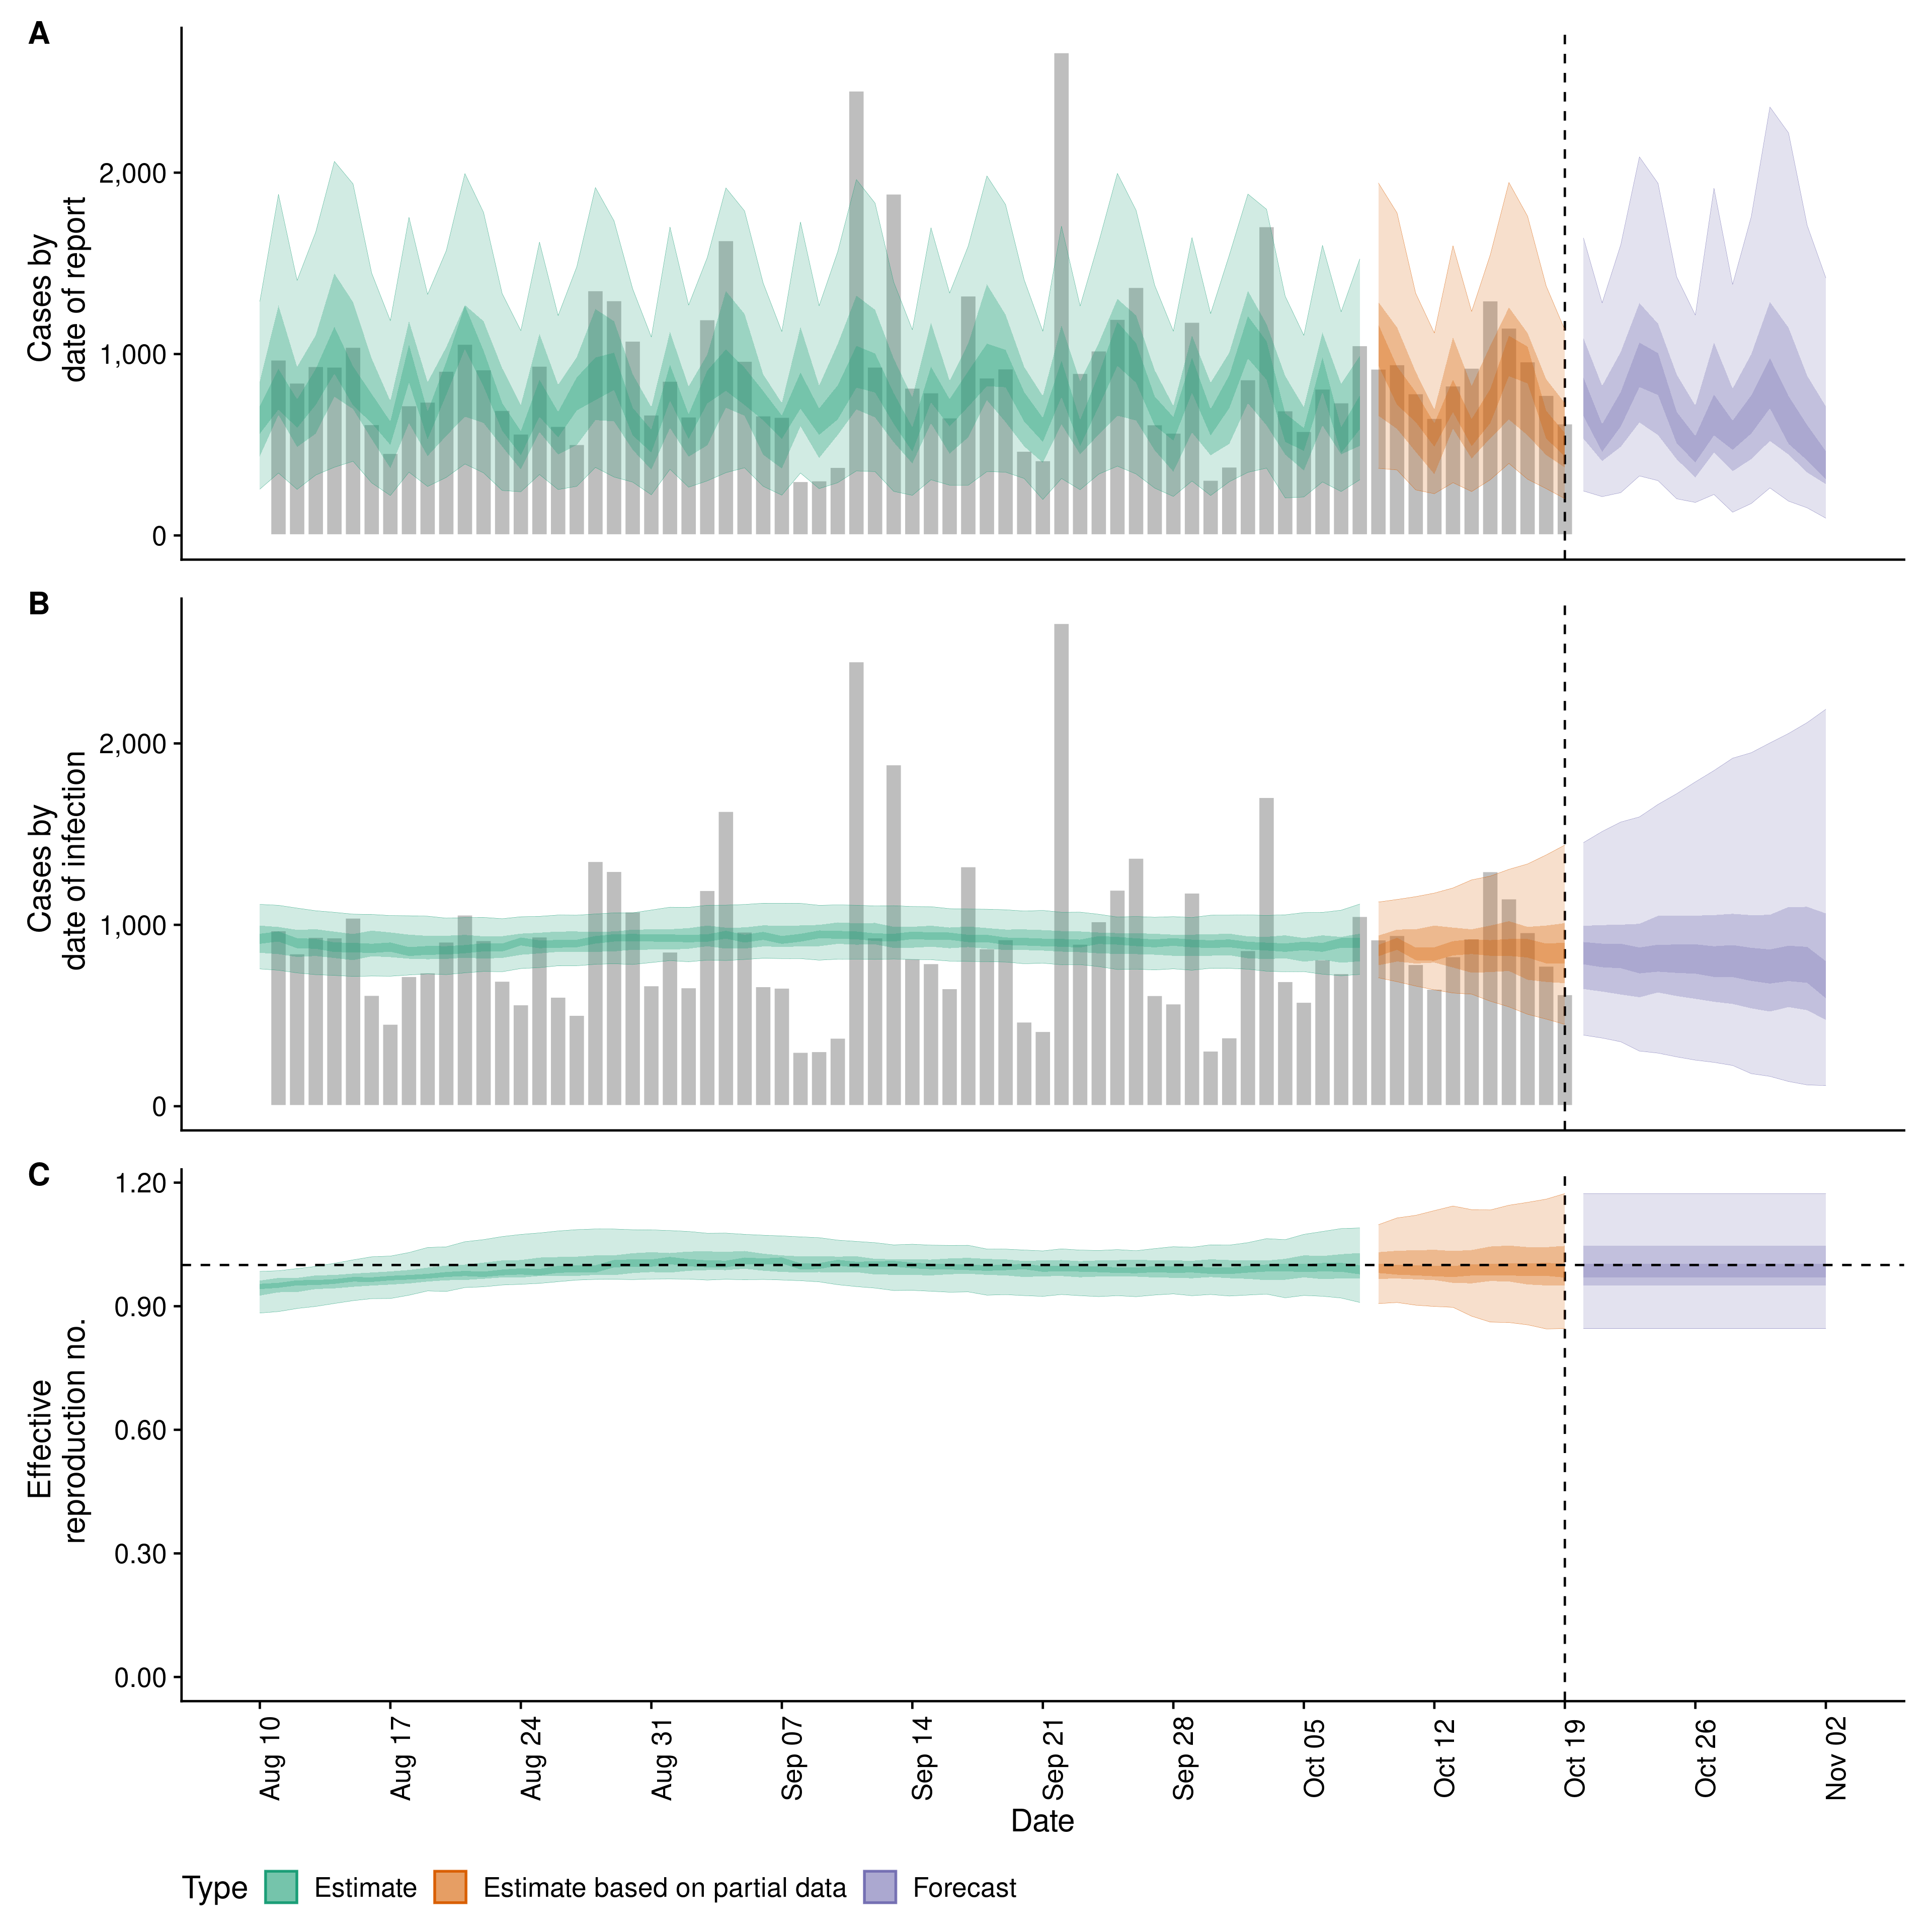 A
Cases by
date of report
2,000
1,000
0
B
Cases by
date of infection
2,000
1,000
0
C
Effective
reproduction no.
1.20
0.90
0.60
0.30
0.00
Aug 10
Aug 17
Aug 24
Aug 31
Sep 07
Sep 14
Sep 21
Sep 28
Oct 05
Oct 12
Oct 19
Oct 26
Nov 02
Date
Type Estimate Estimate based on partial data Forecast